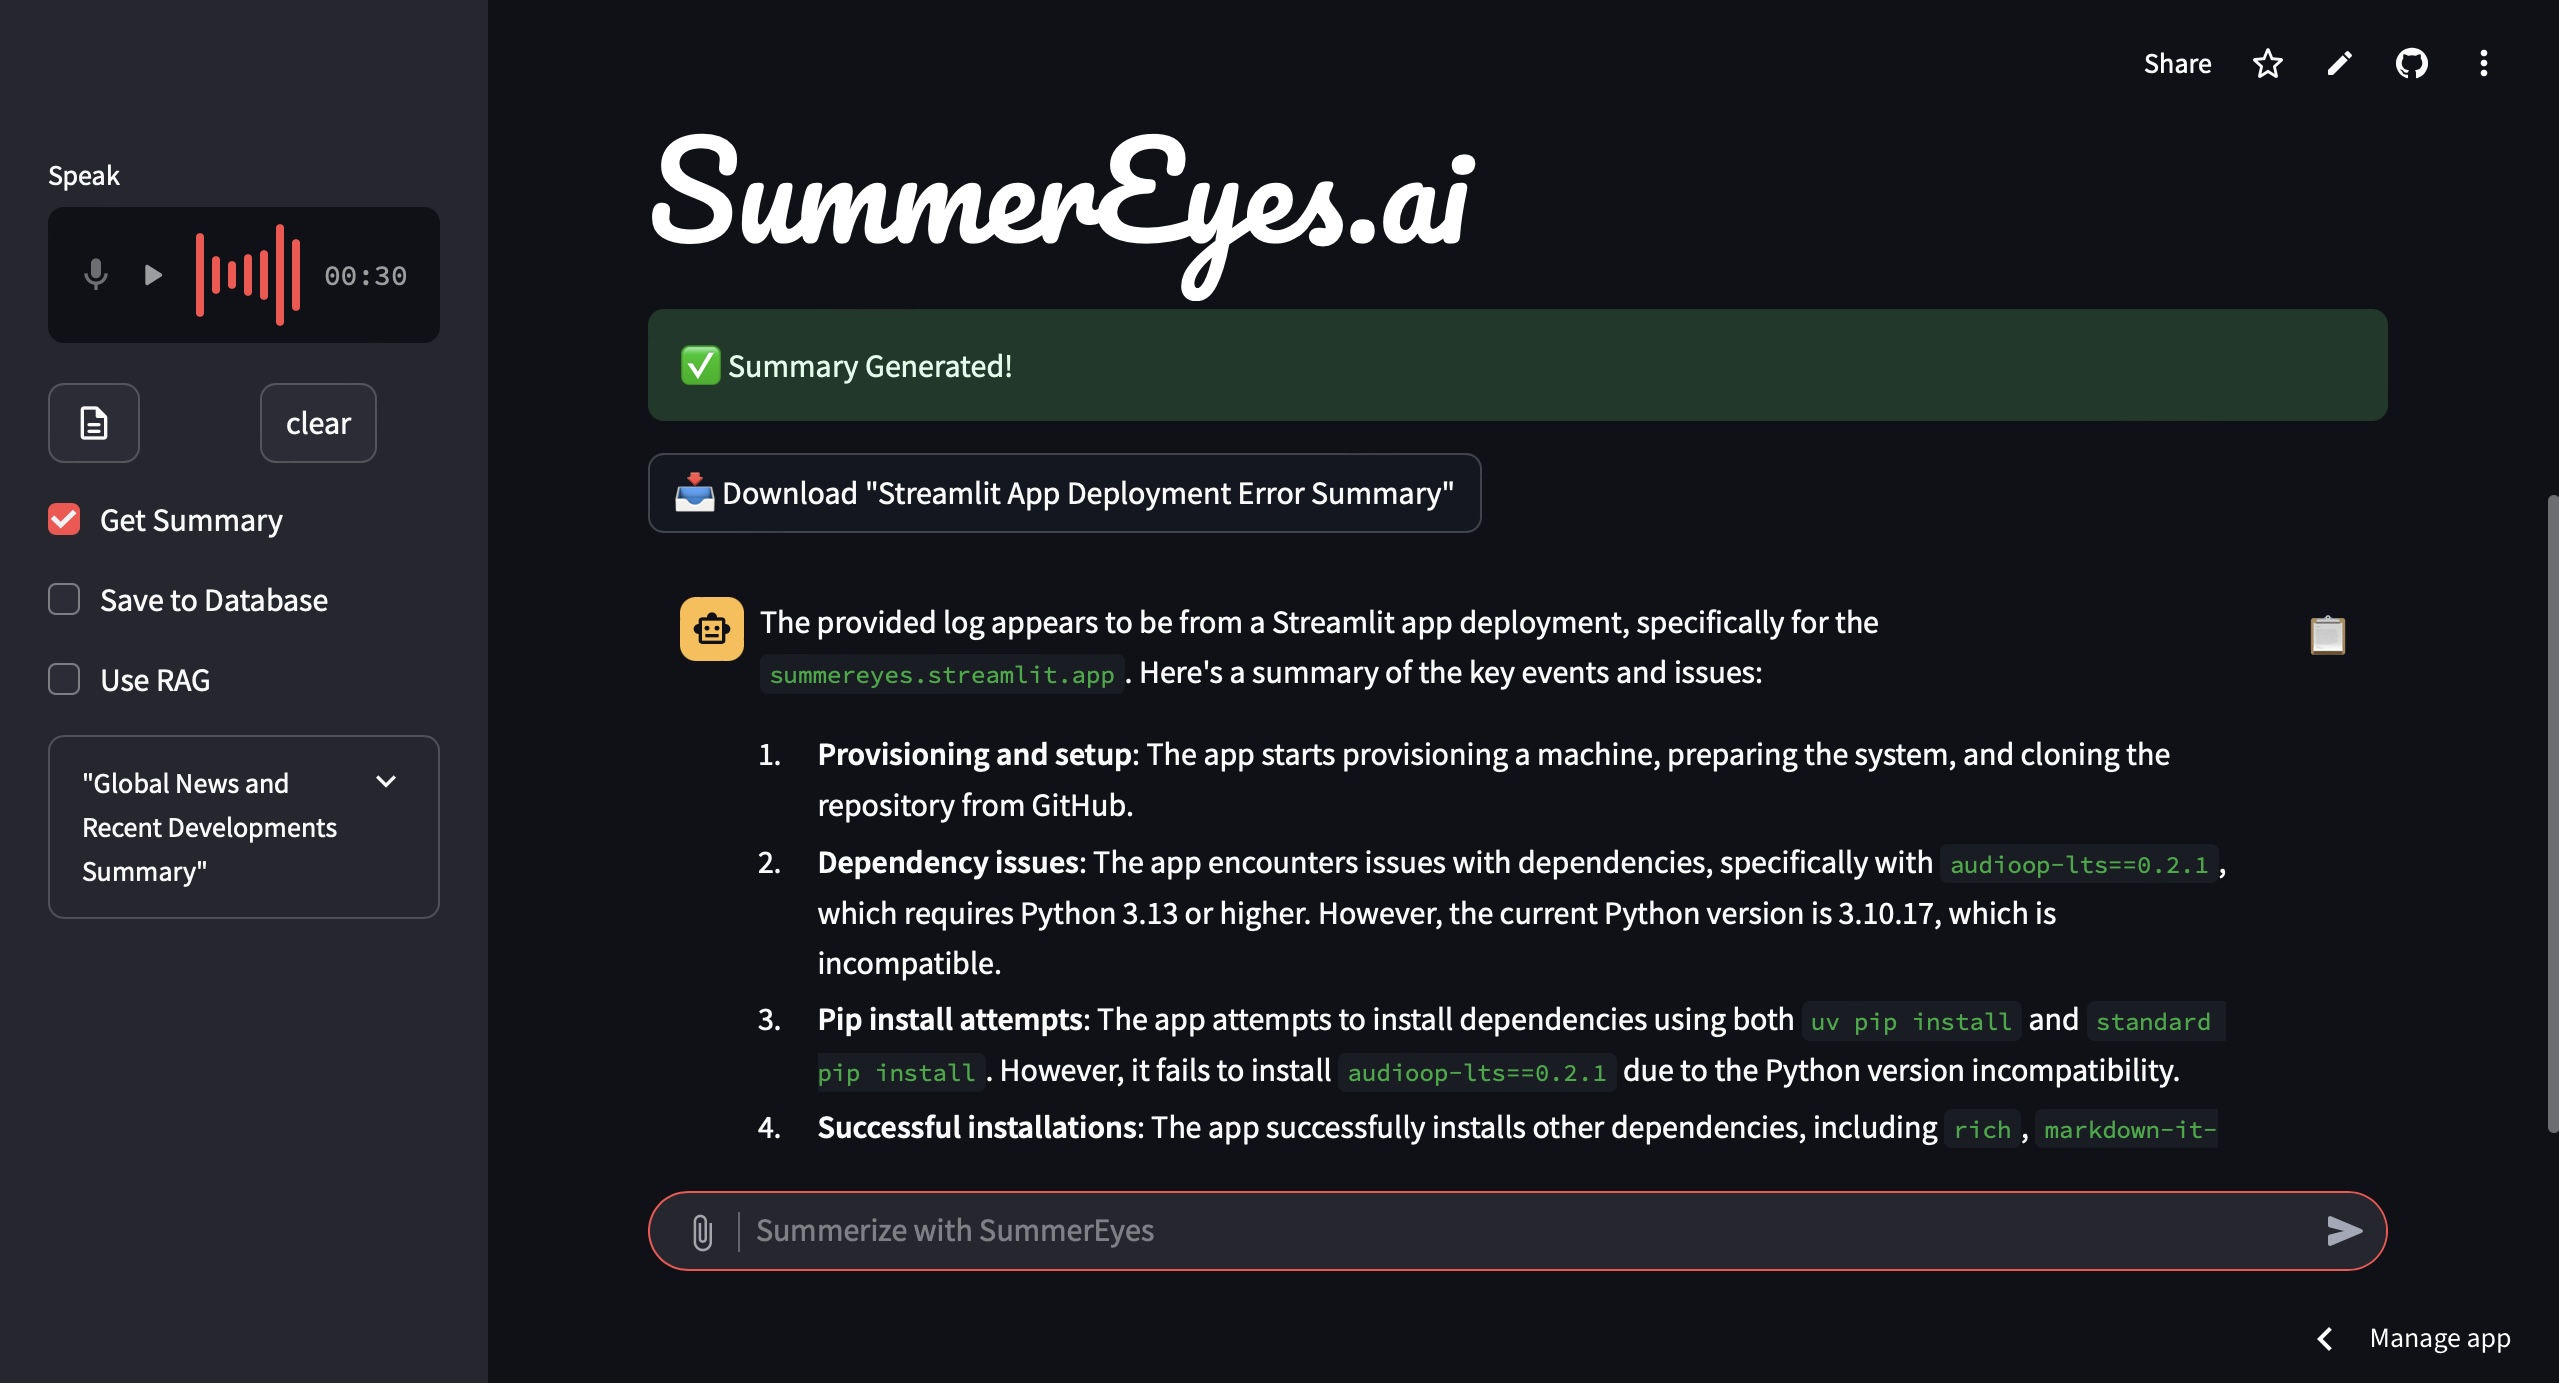 Share
Speak
00:30
clear
Get Summary
Save to Database
Use RAG
"Global News and
Recent Developments
Summary"
SummerEyes.ai
✅ Summary Generated!
📥 Download "Streamlit App Deployment Error Summary"
The provided log appears to be from a Streamlit app deployment, specifically for the
summereyes.streamlit.app . Here's a summary of the key events and issues:
1. Provisioning and setup: The app starts provisioning a machine, preparing the system, and cloning the
repository from GitHub.
2. Dependency issues: The app encounters issues with dependencies, specifically with audioop-lts==0.2.1 ,
which requires Python 3.13 or higher. However, the current Python version is 3.10.17, which is
incompatible.
3. Pip install attempts: The app attempts to install dependencies using both uv pip install and standard
pip install . However, it fails to install audioop-lts==0.2.1 due to the Python version incompatibility.
4. Successful installations: The app successfully installs other dependencies, including rich , markdown-it-
Summerize with SummerEyes
Manage app